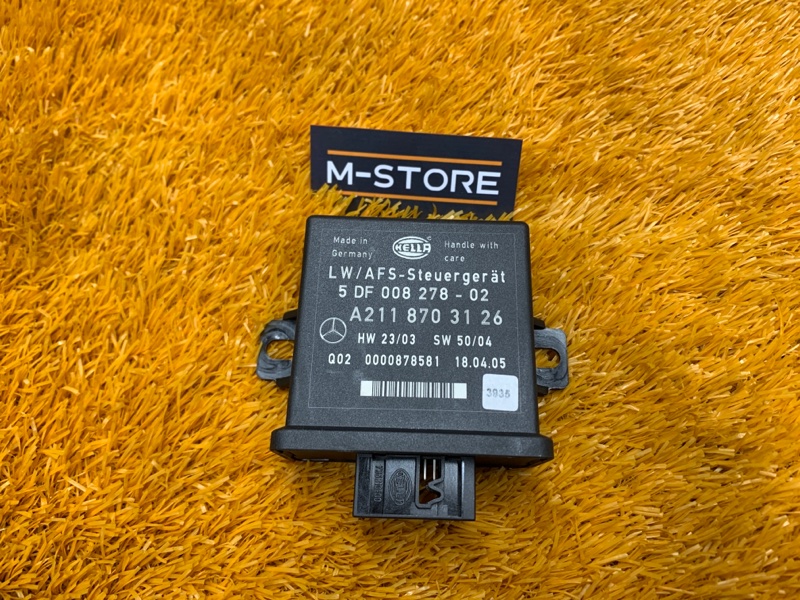 M-STORE
Made in
Germany
HELLA
Handle with
care
LW/AFS-Steuergerät
5 DF 008 278 - 02
A211 870 31 26
HW 23/03 SW 50/04
Q02 0000878581 18.04.05
3935
HELLA